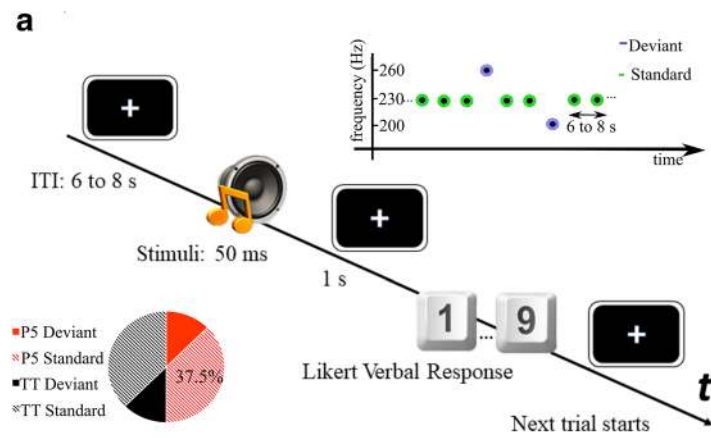 a
frequency (Hz)
260
230
200
Deviant
Standard
...
...
6 to 8 s
time
ITI: 6 to 8 s
Stimuli: 50 ms
1 s
1
...
9
Likert Verbal Response
P5 Deviant
P5 Standard
TT Deviant
TT Standard
37.5%
t
Next trial starts